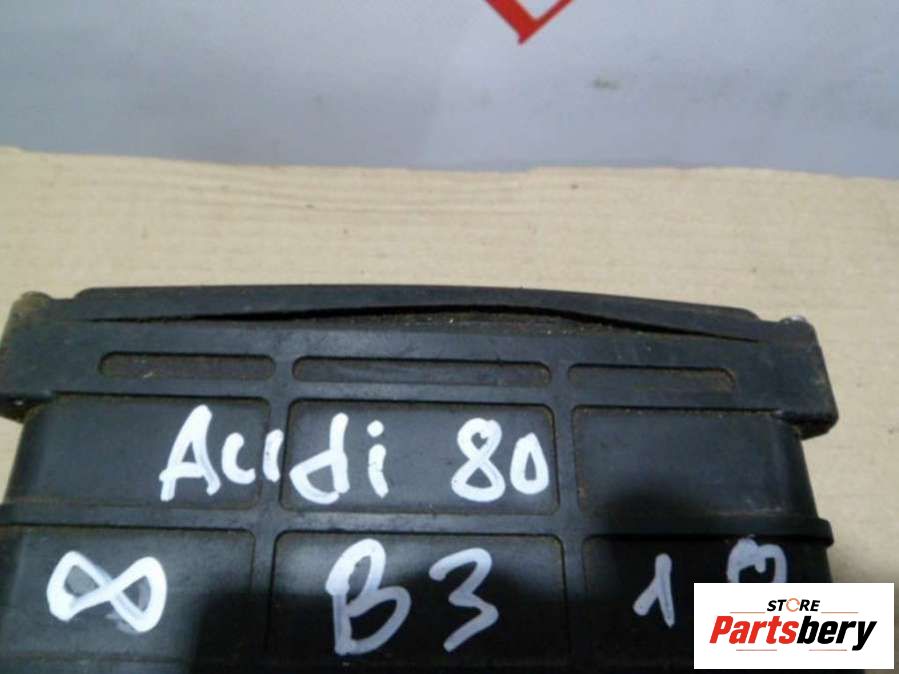 Audi 80
∞ B3 1
STORE
Partsbery